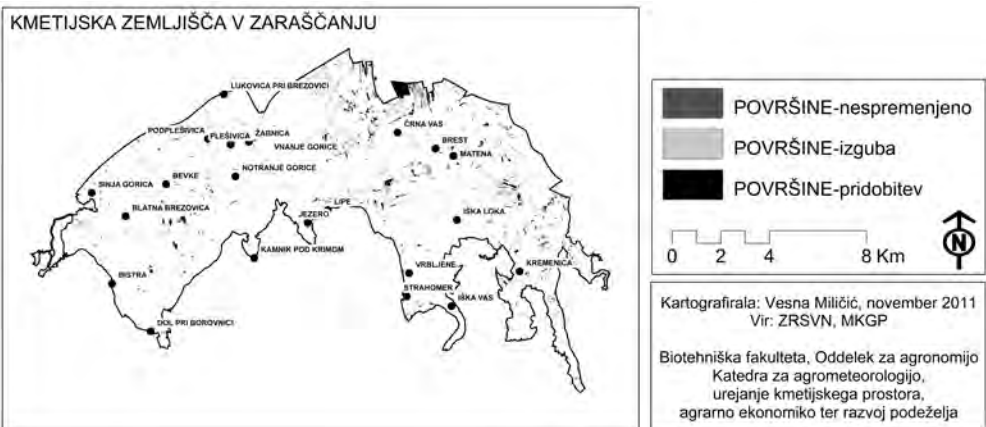 KMETIJSKA ZEMLJIŠČA V ZARAŠČANJU
LUKOVICA PRI BREZOVICI
PODPLEŠIVICA
PLEŠIVICA
ŽABNICA
VNANJE GORICE
ČRNA VAS
BREST
MATENA
NOTRANJE GORICE
BEVKE
SINJA GORICA
BLATNA BREZOVICA
LIPE
JEZERO
IŠKA LOKA
KAMNIK POD KRIMOM
VRBLJENE
KREMENICA
BISTRA
STRAHOMER
IŠKA VAS
DOL PRI BOROVNICI
POVRŠINE-nespremenjeno
POVRŠINE-izguba
POVRŠINE-pridobitev
0 2 4 8 Km
N
Kartografirala: Vesna Miličić, november 2011
Vir: ZRSVN, MKGP
Biotehniška fakulteta, Oddelek za agronomijo
Katedra za agrometeorologijo,
urejanje kmetijskega prostora,
agrarno ekonomiko ter razvoj podeželja